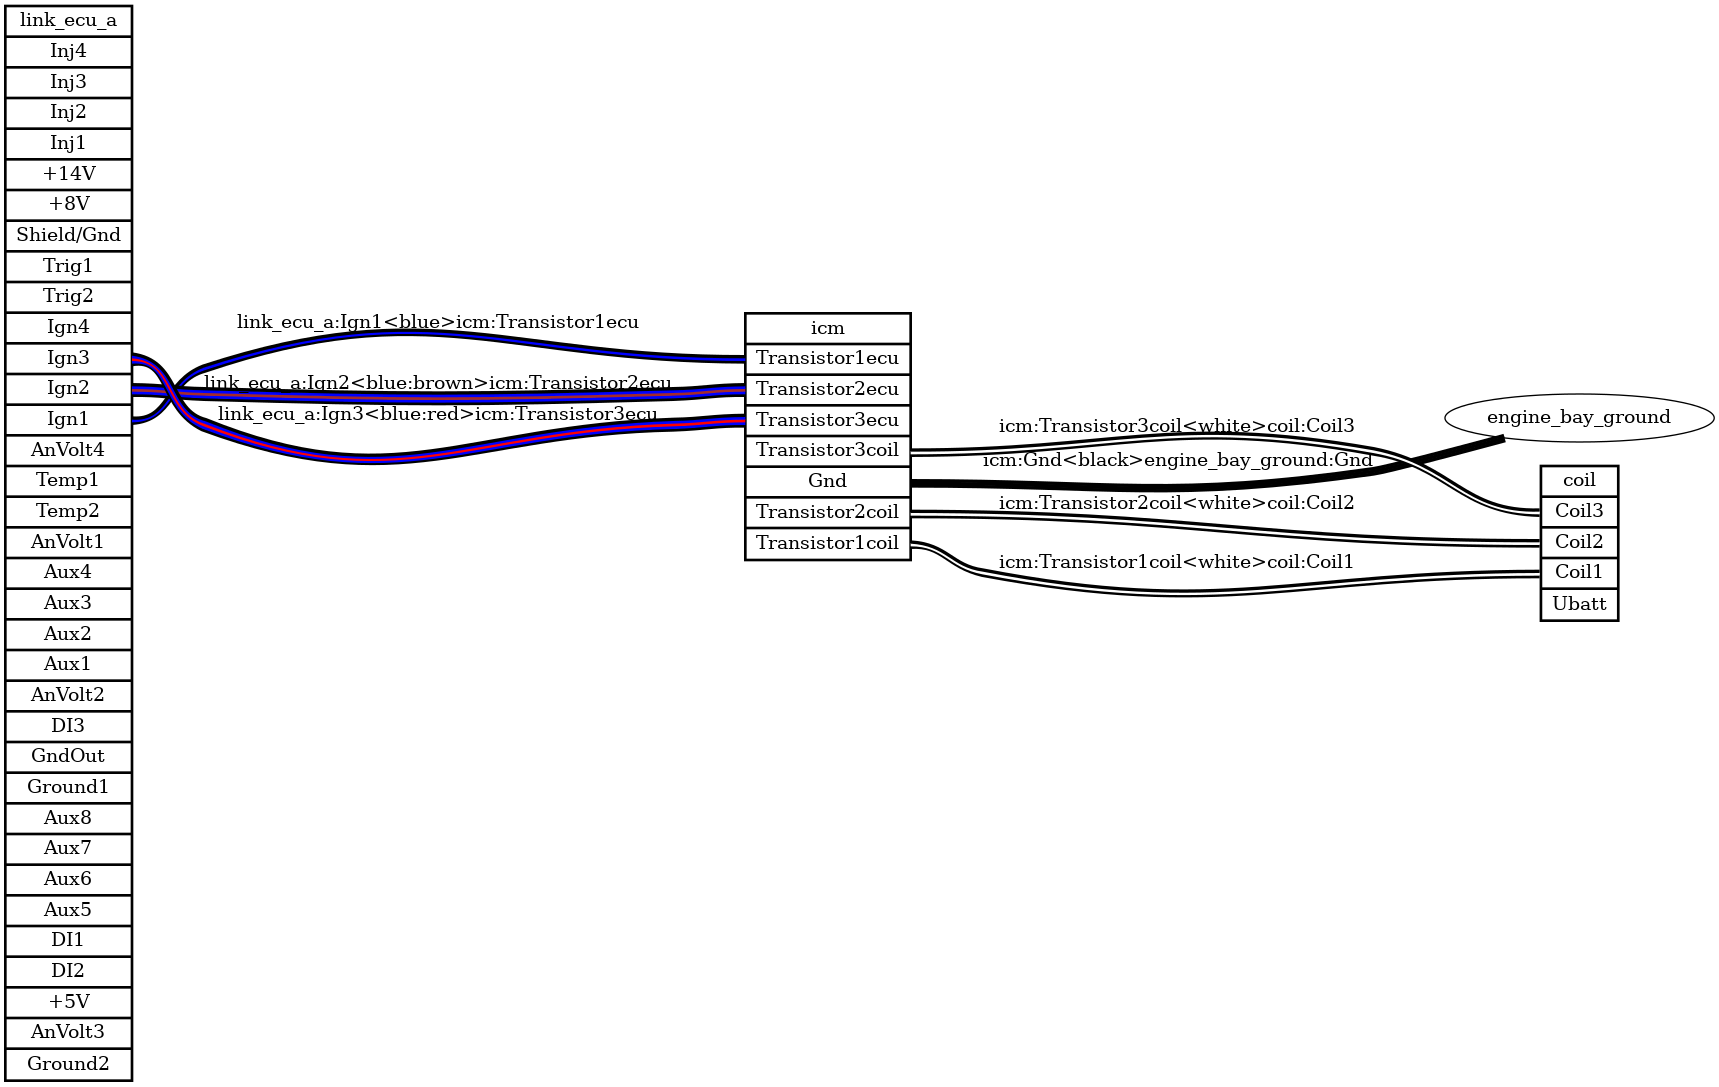 link_ecu_a
Inj4
Inj3
Inj2
Inj1
+14V
+8V
Shield/Gnd
Trig1
Trig2
Ign4
Ign3
Ign2
Ign1
AnVolt4
Temp1
Temp2
AnVolt1
Aux4
Aux3
Aux2
Aux1
AnVolt2
DI3
GndOut
Ground1
Aux8
Aux7
Aux6
Aux5
DI1
DI2
+5V
AnVolt3
Ground2
link_ecu_a:Ign1<blue>icm:Transistor1ecu
link_ecu_a:Ign2<blue:brown>icm:Transistor2ecu
link_ecu_a:Ign3<blue:red>icm:Transistor3ecu
icm
Transistor1ecu
Transistor2ecu
Transistor3ecu
Transistor3coil
Gnd
Transistor2coil
Transistor1coil
icm:Transistor3coil<white>coil:Coil3
icm:Gnd<black>engine_bay_ground:Gnd
icm:Transistor2coil<white>coil:Coil2
icm:Transistor1coil<white>coil:Coil1
engine_bay_ground
coil
Coil3
Coil2
Coil1
Ubatt